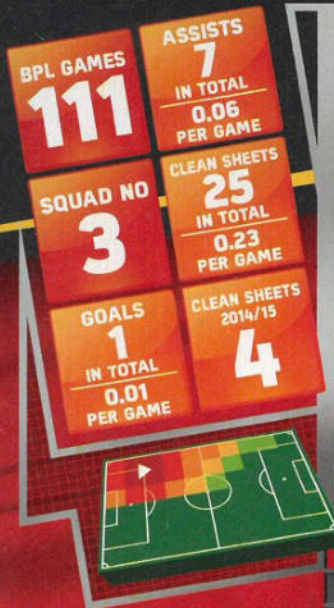 BPL GAMES
111
ASSISTS
7
IN TOTAL
0.06
PER GAME
SQUAD NO
3
CLEAN SHEETS
25
IN TOTAL
0.23
PER GAME
GOALS
1
IN TOTAL
0.01
PER GAME
CLEAN SHEETS
2014/15
4